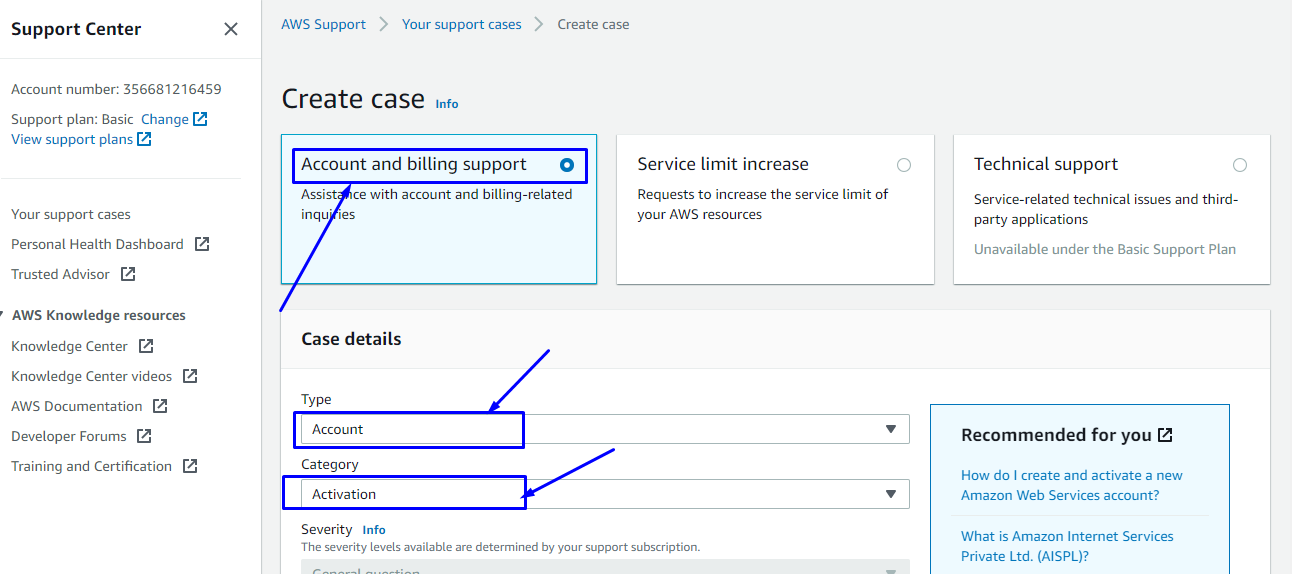 Support Center
Account number: 356681216459
Support plan: Basic Change
View support plans
Your support cases
Personal Health Dashboard
Trusted Advisor
AWS Knowledge resources
Knowledge Center
Knowledge Center videos
AWS Documentation
Developer Forums
Training and Certification
AWS Support > Your support cases > Create case
Create case Info
Account and billing support
Assistance with account and billing-related
inquiries
Service limit increase
Requests to increase the service limit of
your AWS resources
Technical support
Service-related technical issues and third-
party applications
Unavailable under the Basic Support Plan
Case details
Type
Account
Category
Activation
Severity Info
The severity levels available are determined by your support subscription.
General question
Recommended for you
How do I create and activate a new
Amazon Web Services account?
What is Amazon Internet Services
Private Ltd. (AISPL)?